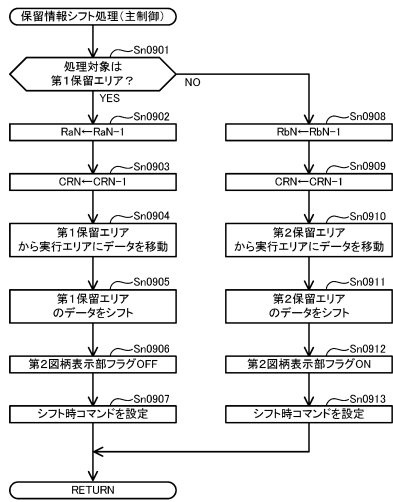 保留情報シフト処理(主制御)
Sn0901
処理対象は
第1保留エリア?
YES
NO
Sn0902
RaN←RaN-1
Sn0903
CRN←CRN-1
Sn0904
第1保留エリア
から実行エリアにデータを移動
Sn0905
第1保留エリア
のデータをシフト
Sn0906
第2図柄表示部フラグOFF
Sn0907
シフト時コマンドを設定
Sn0908
RbN←RbN-1
Sn0909
CRN←CRN-1
Sn0910
第2保留エリア
から実行エリアにデータを移動
Sn0911
第2保留エリア
のデータをシフト
Sn0912
第2図柄表示部フラグON
Sn0913
シフト時コマンドを設定
RETURN